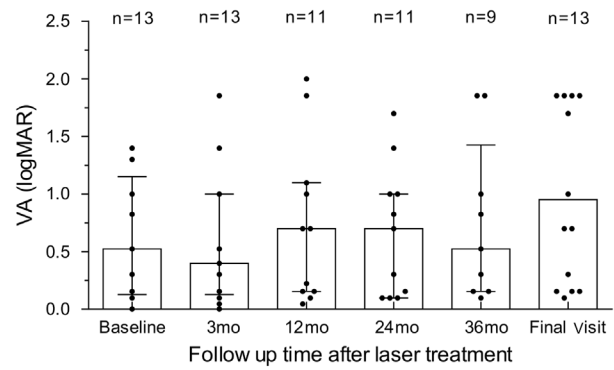 n=13 n=13 n=11 n=11 n=9 n=13
2.5
2.0
1.5
1.0
0.5
0.0
VA (logMAR)
Baseline 3mo 12mo 24mo 36mo Final Visit
Follow up time after laser treatment